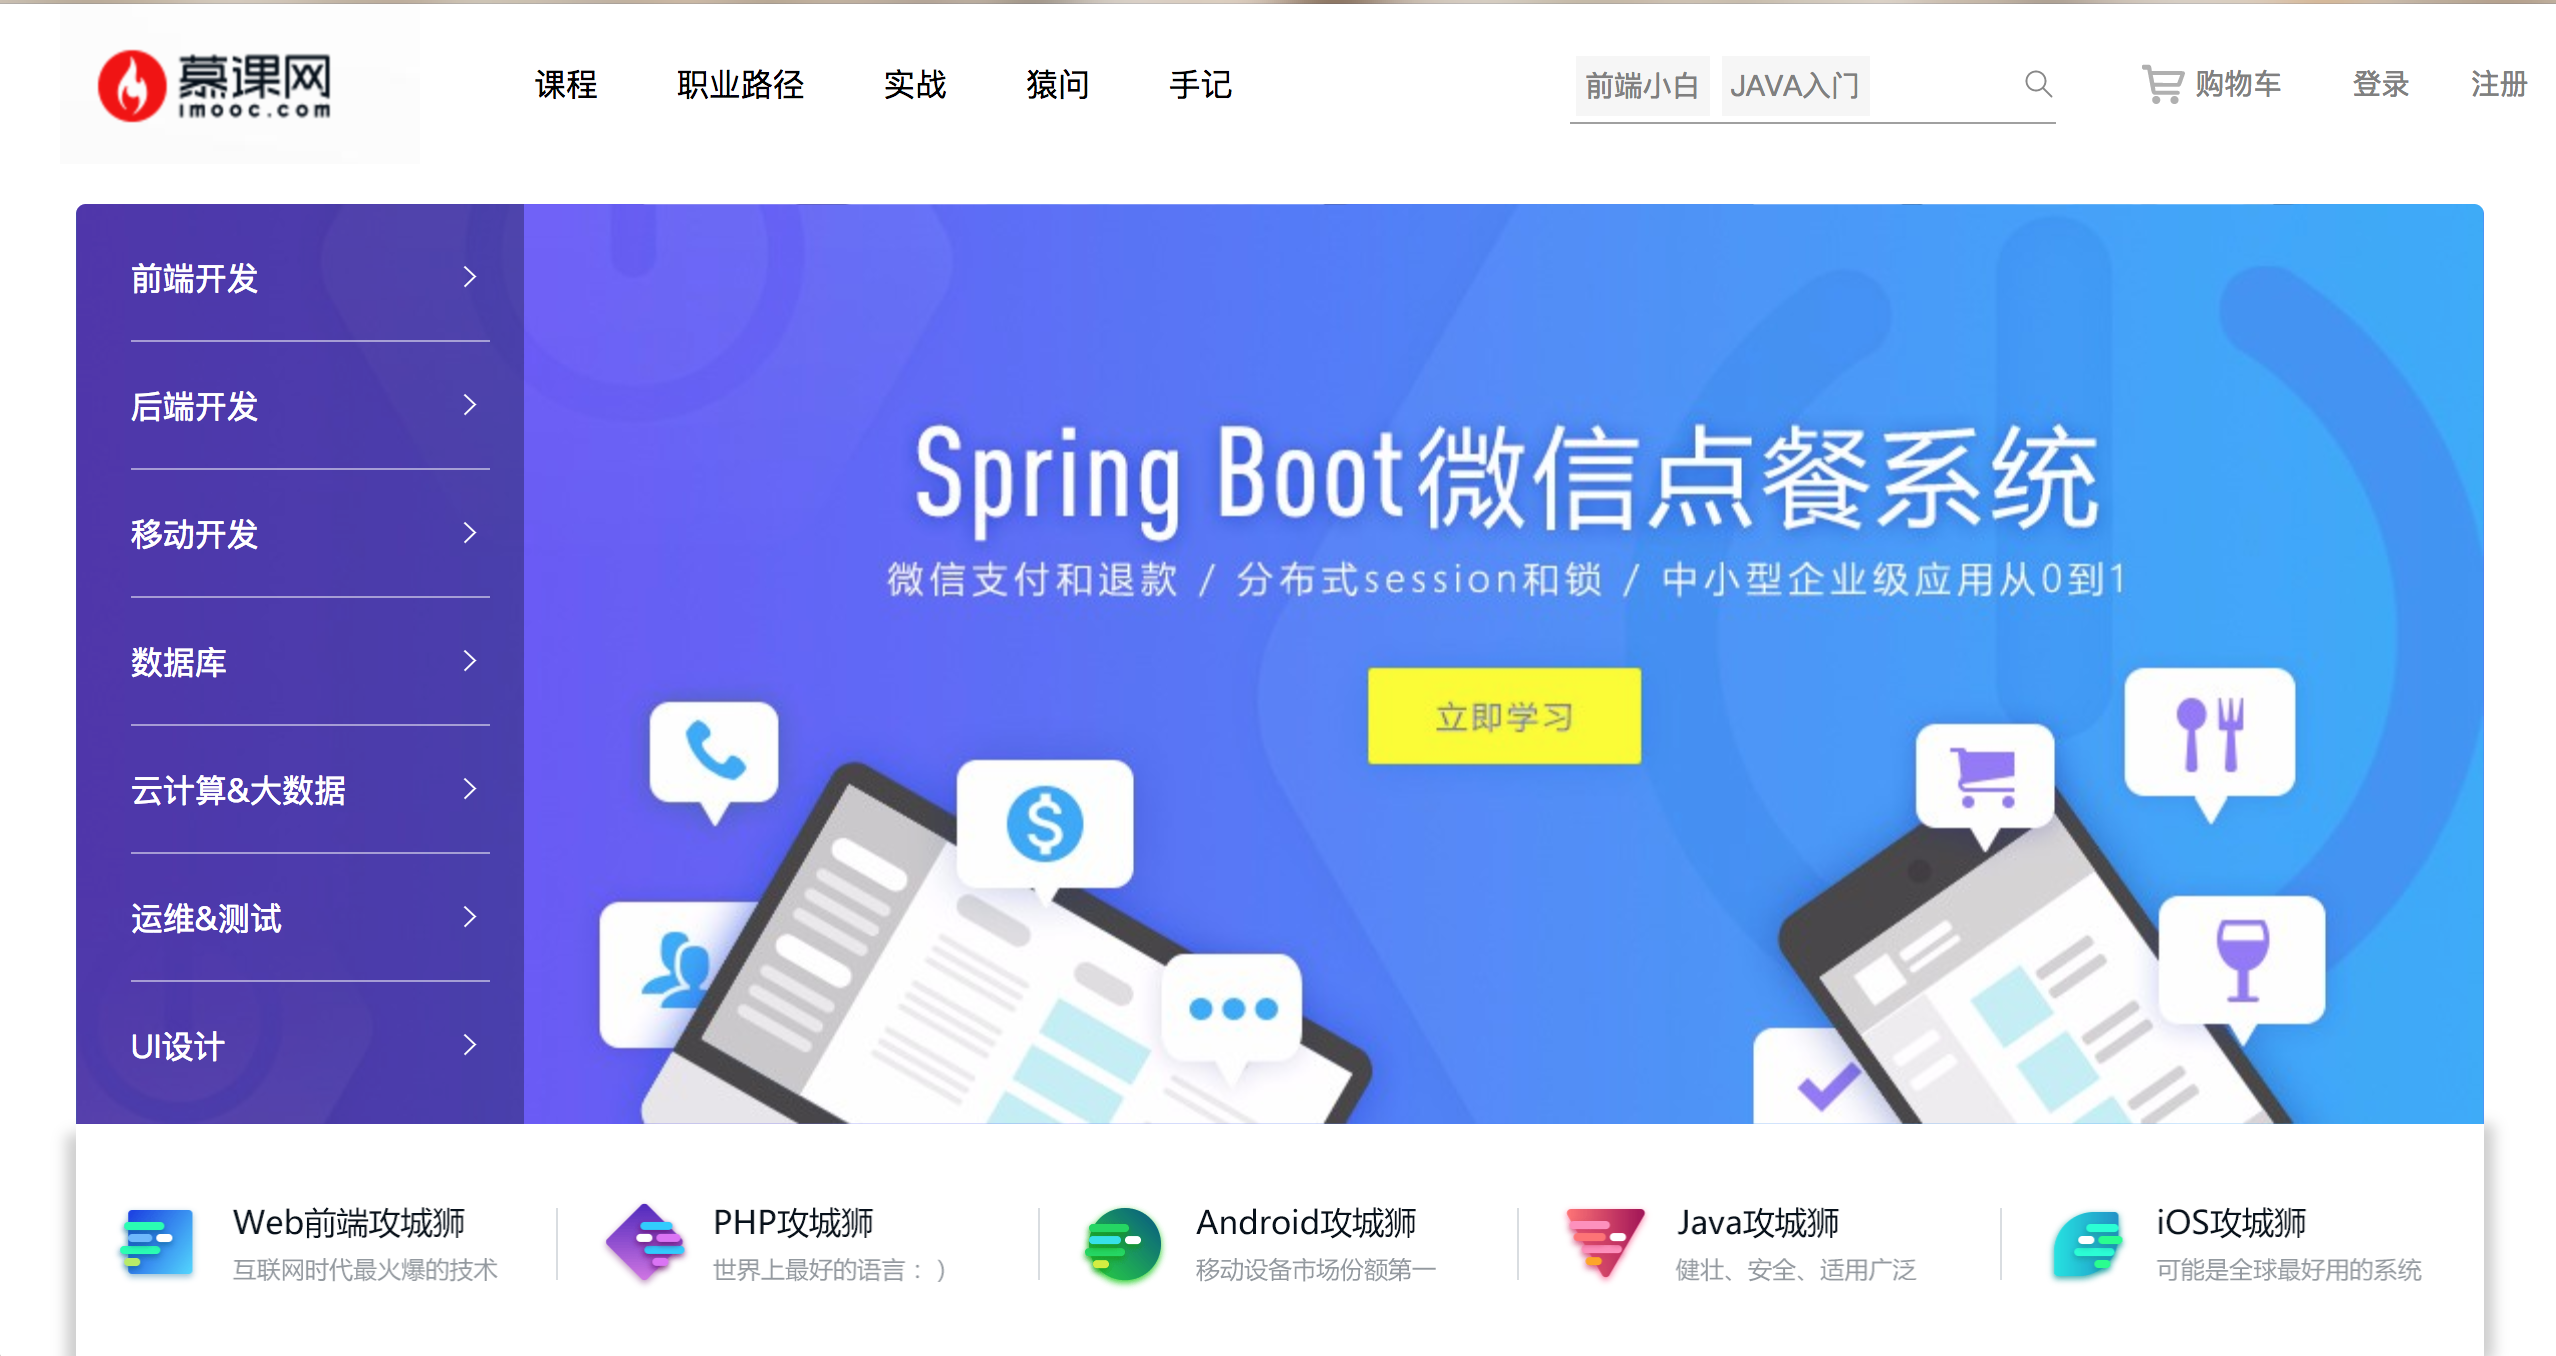 慕课网
imooc.com
课程 职业路径 实战 猿问 手记 前端小白 JAVA入门 购物车 登录 注册
前端开发
后端开发
移动开发
数据库
云计算&大数据
运维&测试
UI设计
Spring Boot微信点餐系统
微信支付和退款 / 分布式session和锁 / 中小型企业级应用从0到1
立即学习
Web前端攻城狮
互联网时代最火爆的技术
PHP攻城狮
世界上最好的语言：）
Android攻城狮
移动设备市场份额第一
Java攻城狮
健壮、安全、适用广泛
iOS攻城狮
可能是全球最好用的系统